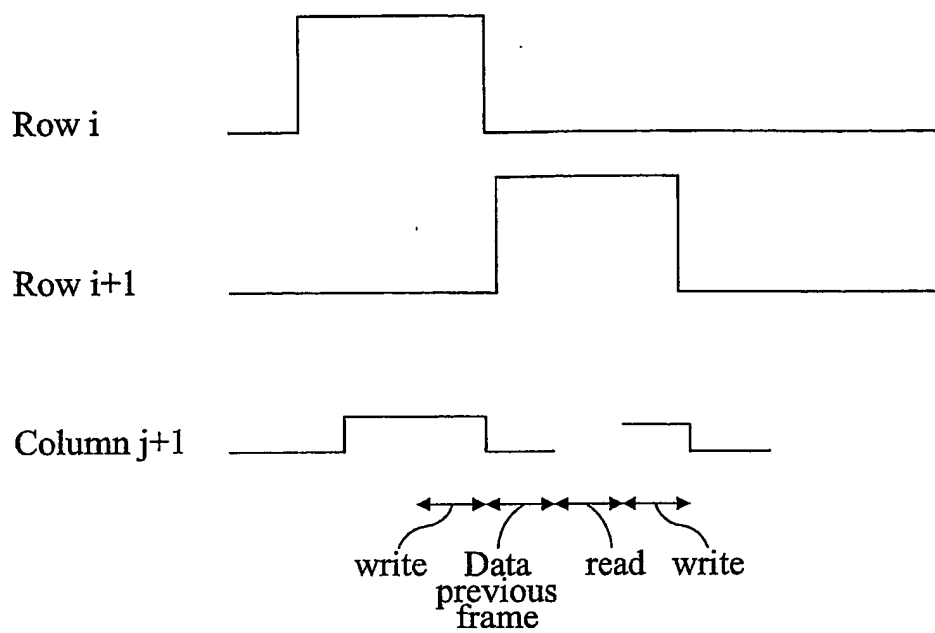 Row i
Row i+1
Column j+1
write Data read write
previous
frame